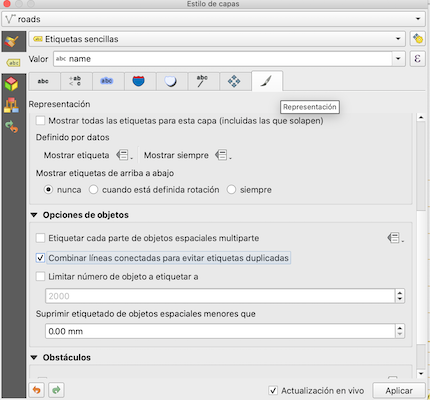 Estilo de capas
roads
Etiquetas sencillas
Valor abc name ε
abc +ab < c abc abc
Representación
Representación
Mostrar todas las etiquetas para esta capa (incluidas las que solapen)
Definido por datos
Mostrar etiqueta Mostrar siempre
Mostrar etiquetas de arriba a abajo
nunca cuando está definida rotación siempre
Opciones de objetos
Etiquetar cada parte de objetos espaciales multiparte
Combinar líneas conectadas para evitar etiquetas duplicadas
Limitar número de objeto a etiquetar a
2000
Suprimir etiquetado de objetos espaciales menores que
0.00 mm
Obstáculos
Actualización en vivo Aplicar